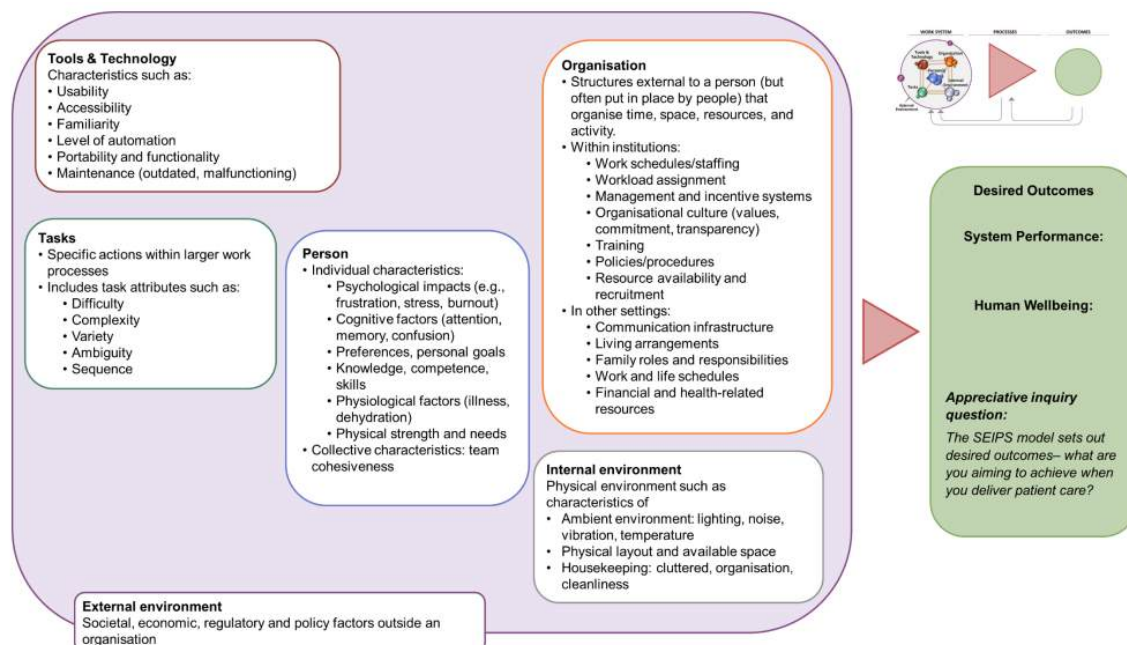 Tools & Technology
Characteristics such as:
• Usability
• Accessibility
• Familiarity
• Level of automation
• Portability and functionality
• Maintenance (outdated, malfunctioning)
Tasks
• Specific actions within larger work
processes
• Includes task attributes such as:
• Difficulty
• Complexity
• Variety
• Ambiguity
• Sequence
Person
• Individual characteristics:
• Psychological impacts (e.g.,
frustration, stress, burnout)
• Cognitive factors (attention,
memory, confusion)
• Preferences, personal goals
• Knowledge, competence,
skills
• Physiological factors (illness,
dehydration)
• Physical strength and needs
• Collective characteristics: team
cohesiveness
Organisation
• Structures external to a person (but
often put in place by people) that
organise time, space, resources, and
activity.
• Within institutions:
• Work schedules/staffing
• Workload assignment
• Management and incentive systems
• Organisational culture (values,
commitment, transparency)
• Training
• Policies/procedures
• Resource availability and
recruitment
• In other settings:
• Communication infrastructure
• Living arrangements
• Family roles and responsibilities
• Work and life schedules
• Financial and health-related
resources
Internal environment
Physical environment such as
characteristics of
• Ambient environment: lighting, noise,
vibration, temperature
• Physical layout and available space
• Housekeeping: cluttered, organisation,
cleanliness
External environment
Societal, economic, regulatory and policy factors outside an
organisation
WORK SYSTEM
PROCESSES
OUTCOMES
Tools &
Technology
Organisation
Person
Tasks
Internal
Environment
External
Environment
Desired Outcomes
System Performance:
Human Wellbeing:
Appreciative inquiry
question:
The SEIPS model sets out
desired outcomes– what are
you aiming to achieve when
you deliver patient care?